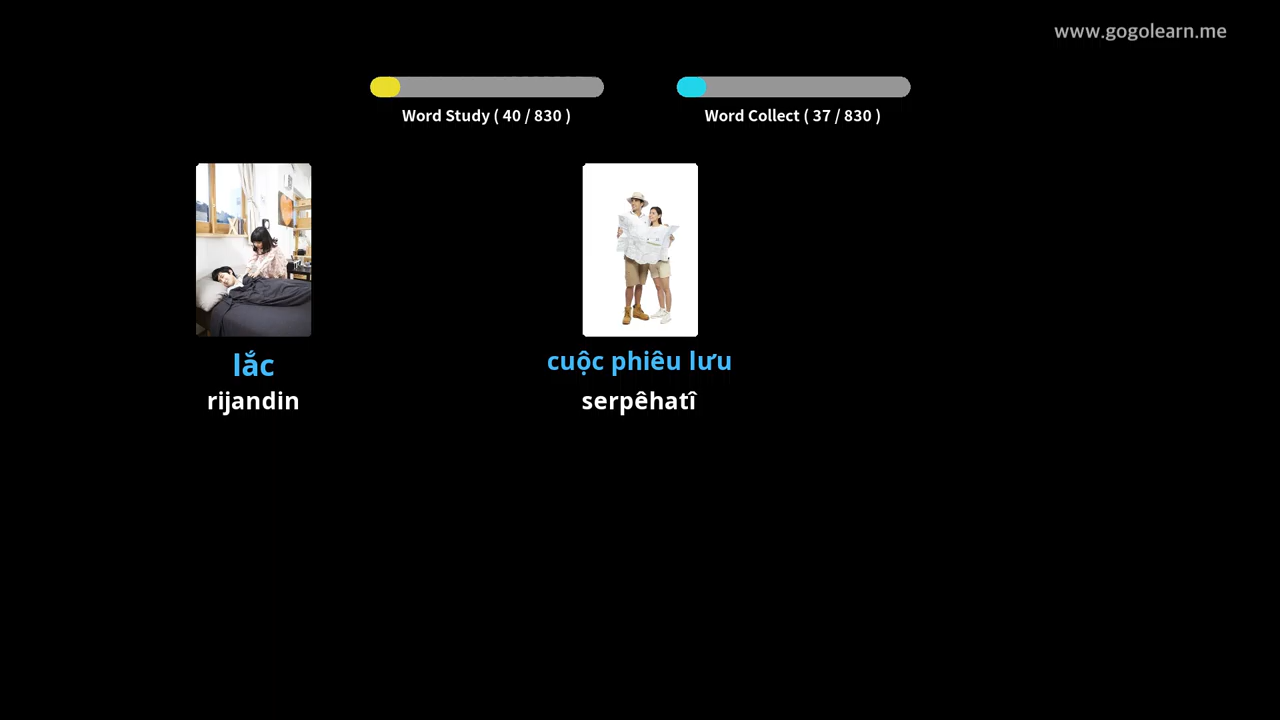 www.gogolearn.me
Word Study ( 40 / 830 )
Word Collect ( 37 / 830 )
lắc
rijandin
cuộc phiêu lưu
serpêhatî